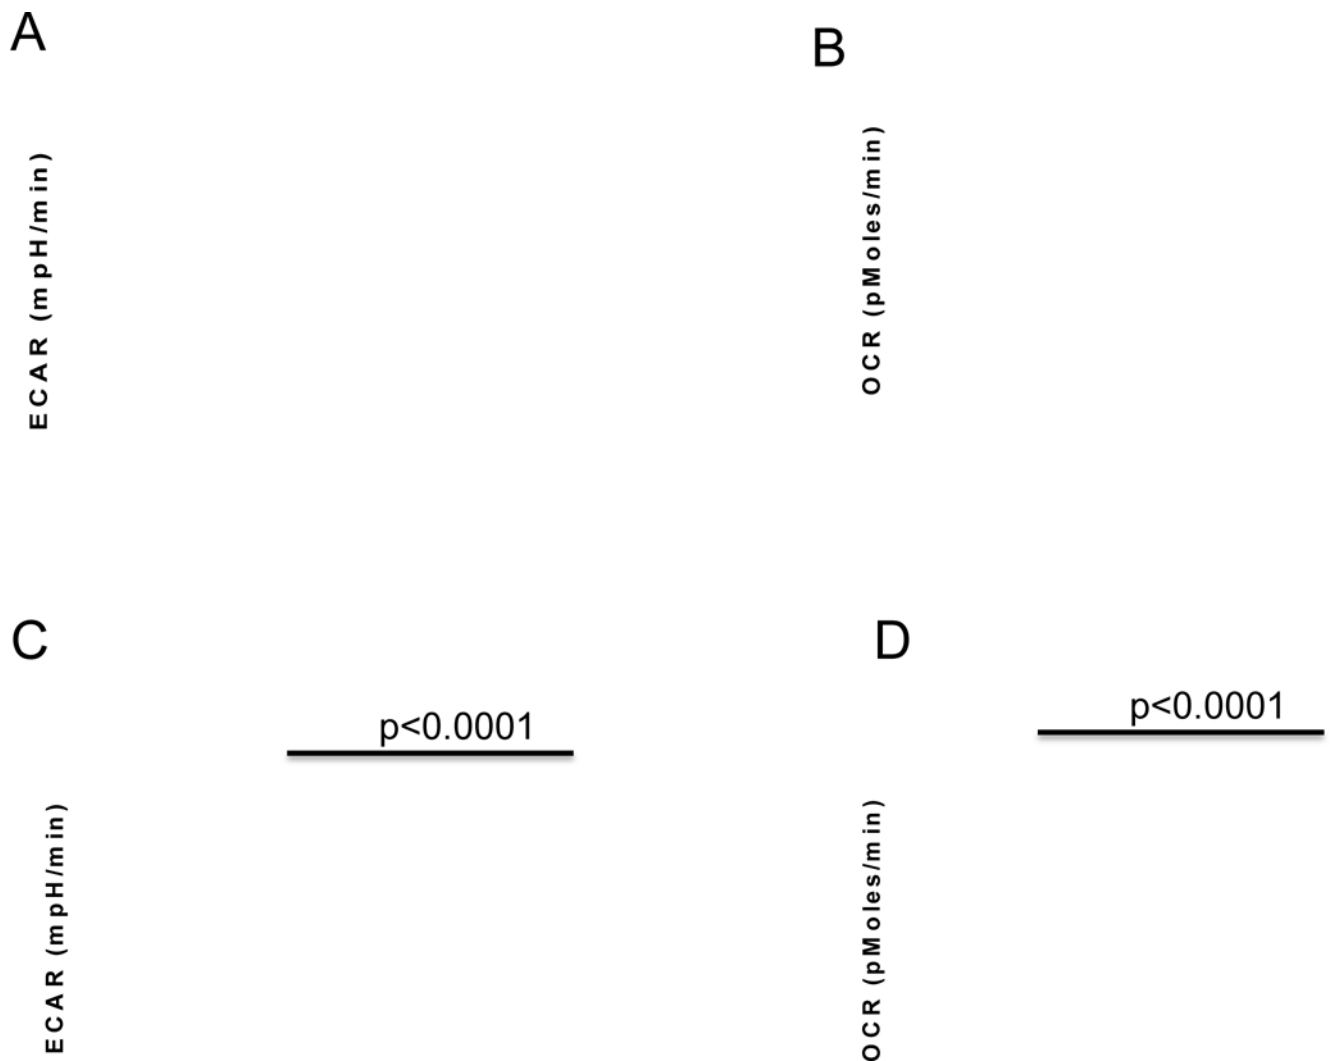 A
B
ECAR (mpH/min)
OCR (pMoles/min)
C
D
p<0.0001
p<0.0001
ECAR (mpH/min)
OCR (pMoles/min)